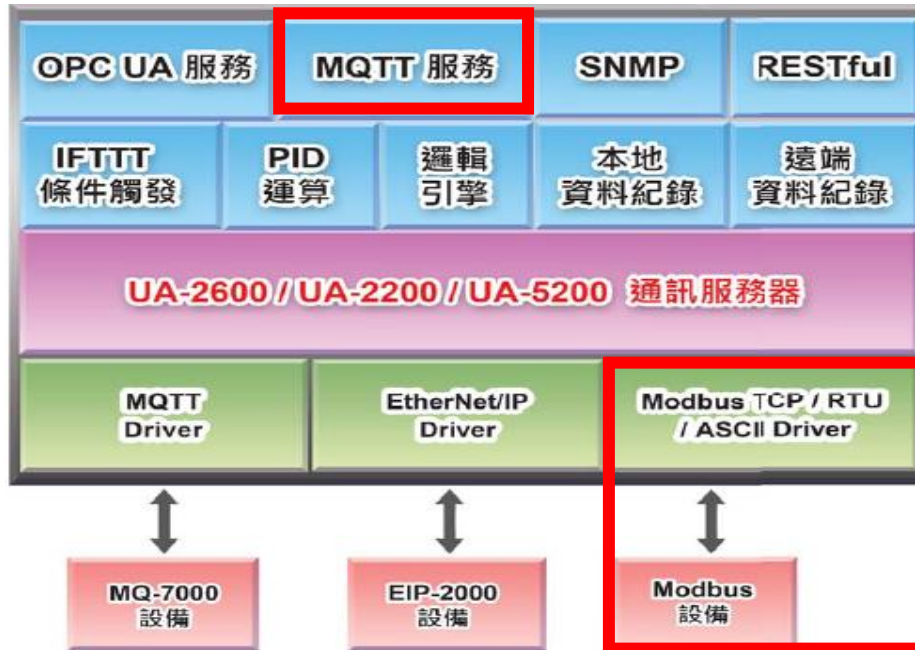 OPC UA 服務
MQTT 服務
SNMP
RESTful
IFTTT
條件觸發
PID
運算
邏輯
引擎
本地
資料紀錄
遠端
資料紀錄
UA-2600 / UA-2200 / UA-5200 通訊服務器
MQTT
Driver
EtherNet/IP
Driver
Modbus TCP / RTU
/ ASCII Driver
MQ-7000
設備
EIP-2000
設備
Modbus
設備